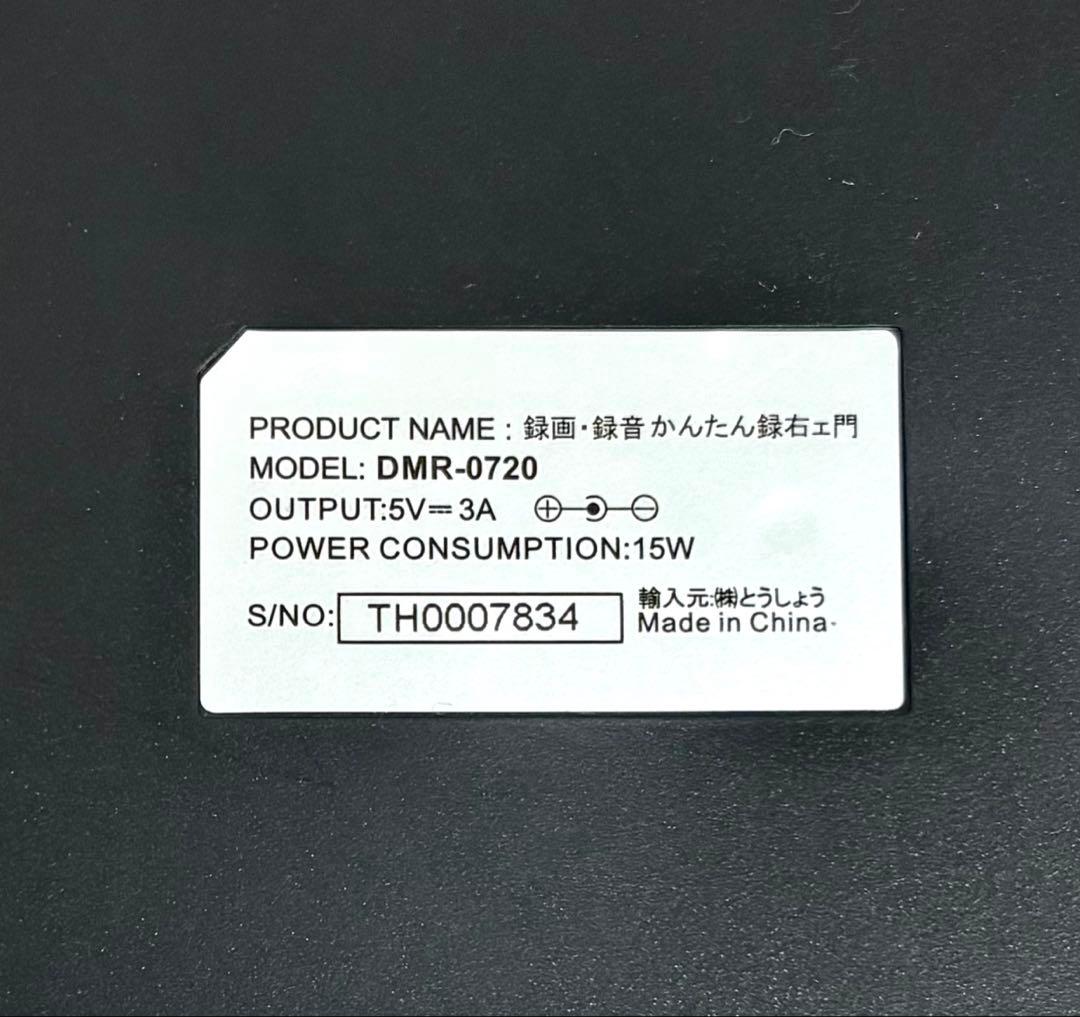 PRODUCT NAME : 録画・録音かんたん録右ェ門
MODEL: DMR-0720
OUTPUT:5V⎓3A ⊕-⊖
POWER CONSUMPTION:15W
S/NO: TH0007834
輸入元:㈱とうしょう
Made in China